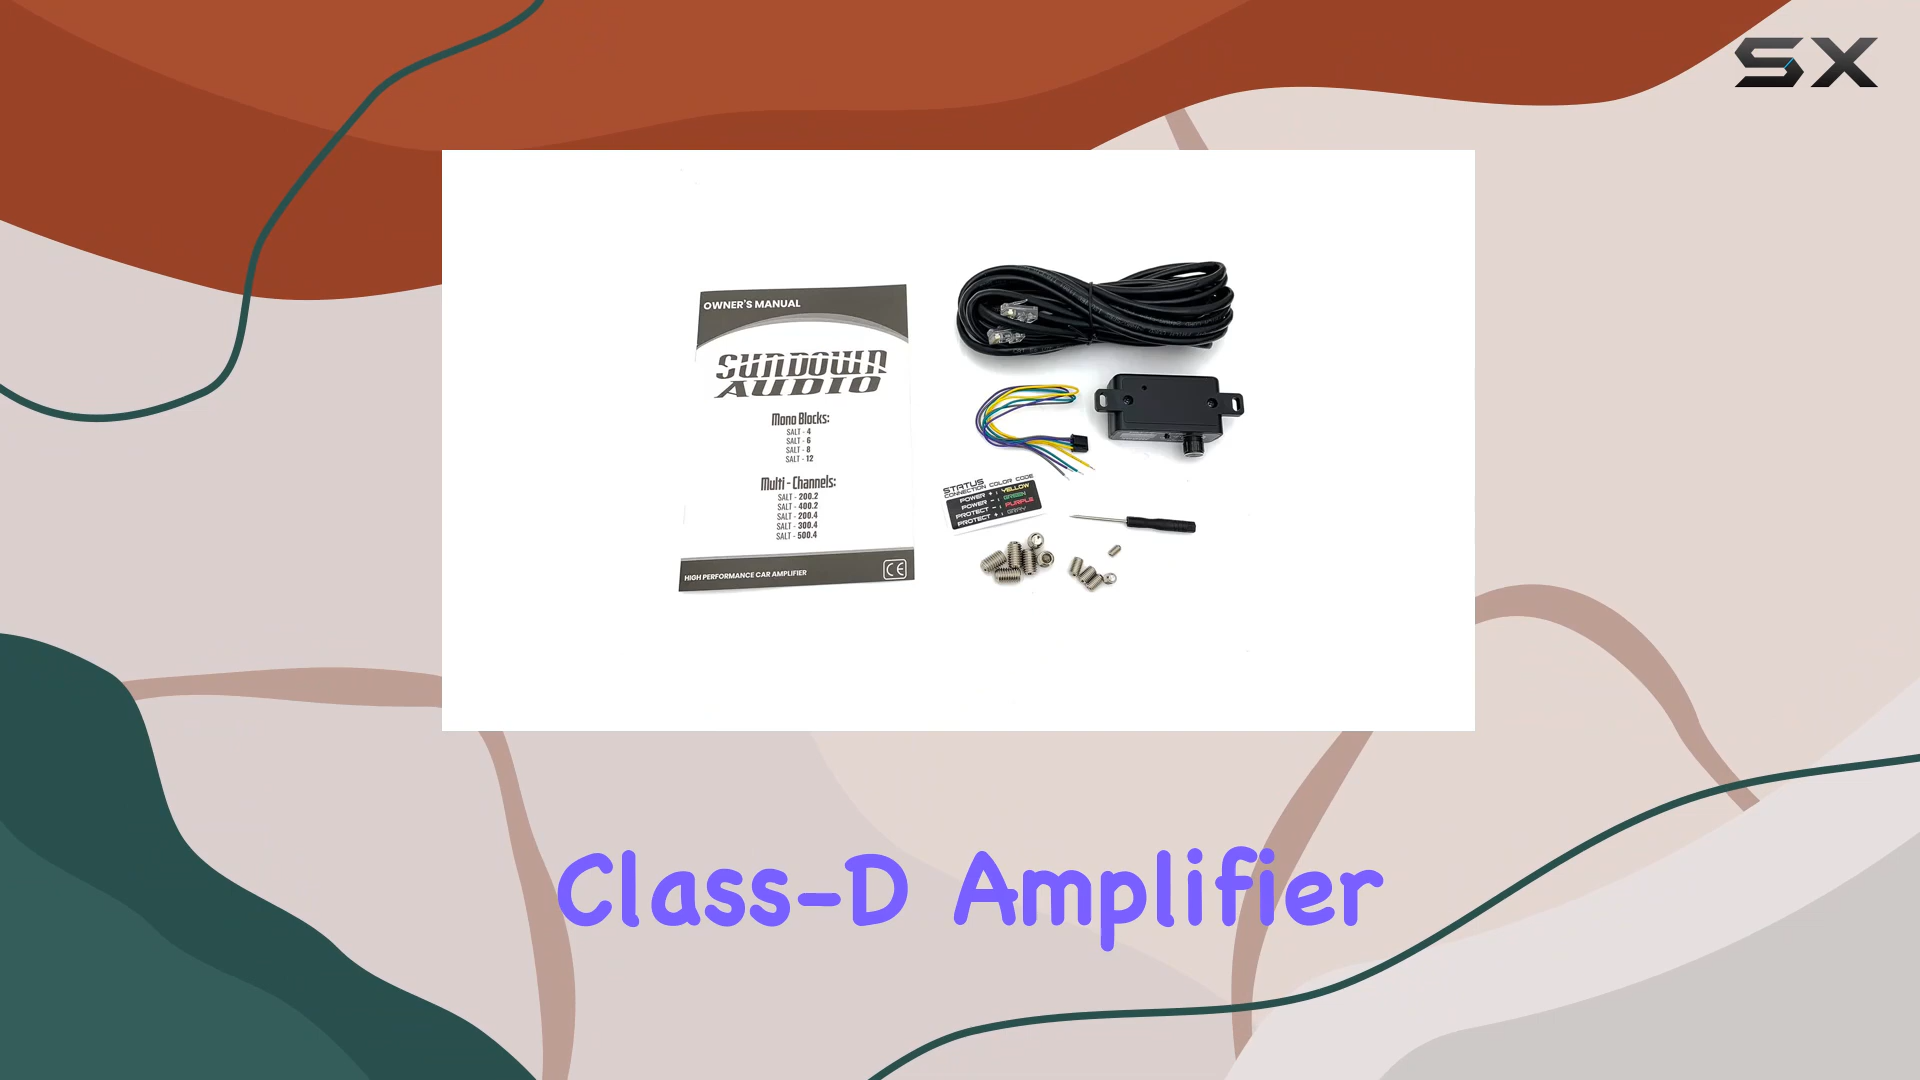 SX
OWNER'S MANUAL
SUNDOWN
AUDIO
Mono Blocks:
SALT - 4
SALT - 6
SALT - 8
SALT - 12
Multi - Channels:
SALT - 200.2
SALT - 400.2
SALT - 200.4
SALT - 300.4
SALT - 500.4
HIGH PERFORMANCE CAR AMPLIFIER
CE
STATUS
CONNECTION COLOR CODE
POWER + : YELLOW
POWER - : GREEN
PROTECT - : PURPLE
PROTECT + : GRAY
Class-D Amplifier